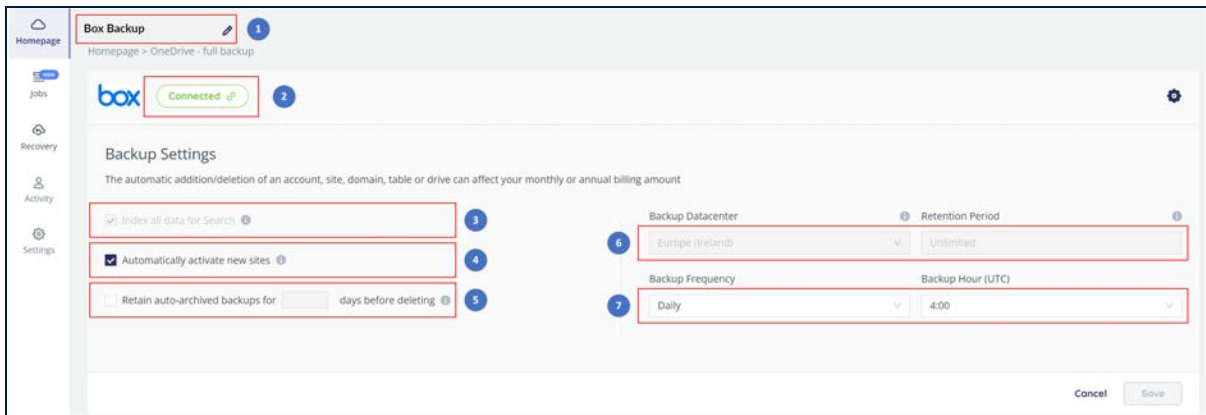 Homepage
Jobs
NEW
Recovery
Activity
Settings
Box Backup
1
Homepage > OneDrive - full backup
box
Connected
2
Backup Settings
The automatic addition/deletion of an account, site, domain, table or drive can affect your monthly or annual billing amount
Index all data for Search
3
Automatically activate new sites
4
Retain auto-archived backups for days before deleting
5
Backup Datacenter
Retention Period
6
Europe (Ireland)
Unlimited
Backup Frequency
Backup Hour (UTC)
7
Daily
4:00
Cancel
Save